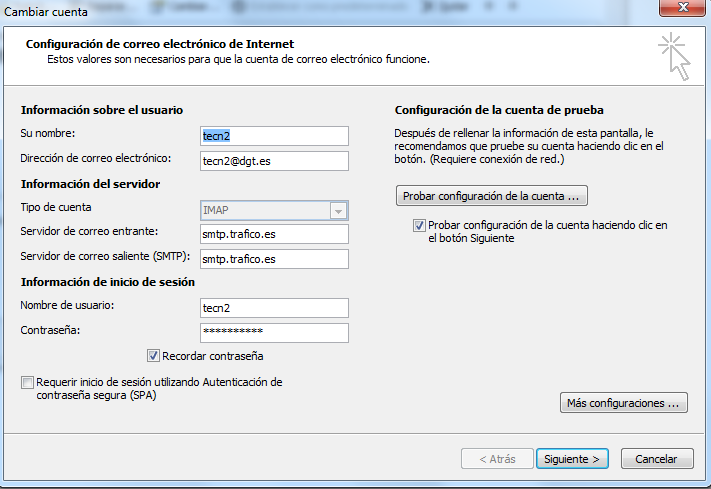 Cambiar cuenta
Configuración de correo electrónico de Internet
Estos valores son necesarios para que la cuenta de correo electrónico funcione.
Información sobre el usuario
Su nombre:
tecn2
Dirección de correo electrónico:
tecn2@dgt.es
Información del servidor
Tipo de cuenta
IMAP
Servidor de correo entrante:
smtp.trafico.es
Servidor de correo saliente (SMTP):
smtp.trafico.es
Información de inicio de sesión
Nombre de usuario:
tecn2
Contraseña:
**********
Recordar contraseña
Requerir inicio de sesión utilizando Autenticación de
contraseña segura (SPA)
Configuración de la cuenta de prueba
Después de rellenar la información de esta pantalla, le
recomendamos que pruebe su cuenta haciendo clic en el
botón. (Requiere conexión de red.)
Probar configuración de la cuenta ...
Probar configuración de la cuenta haciendo clic en
el botón Siguiente
Más configuraciones ...
< Atrás
Siguiente >
Cancelar